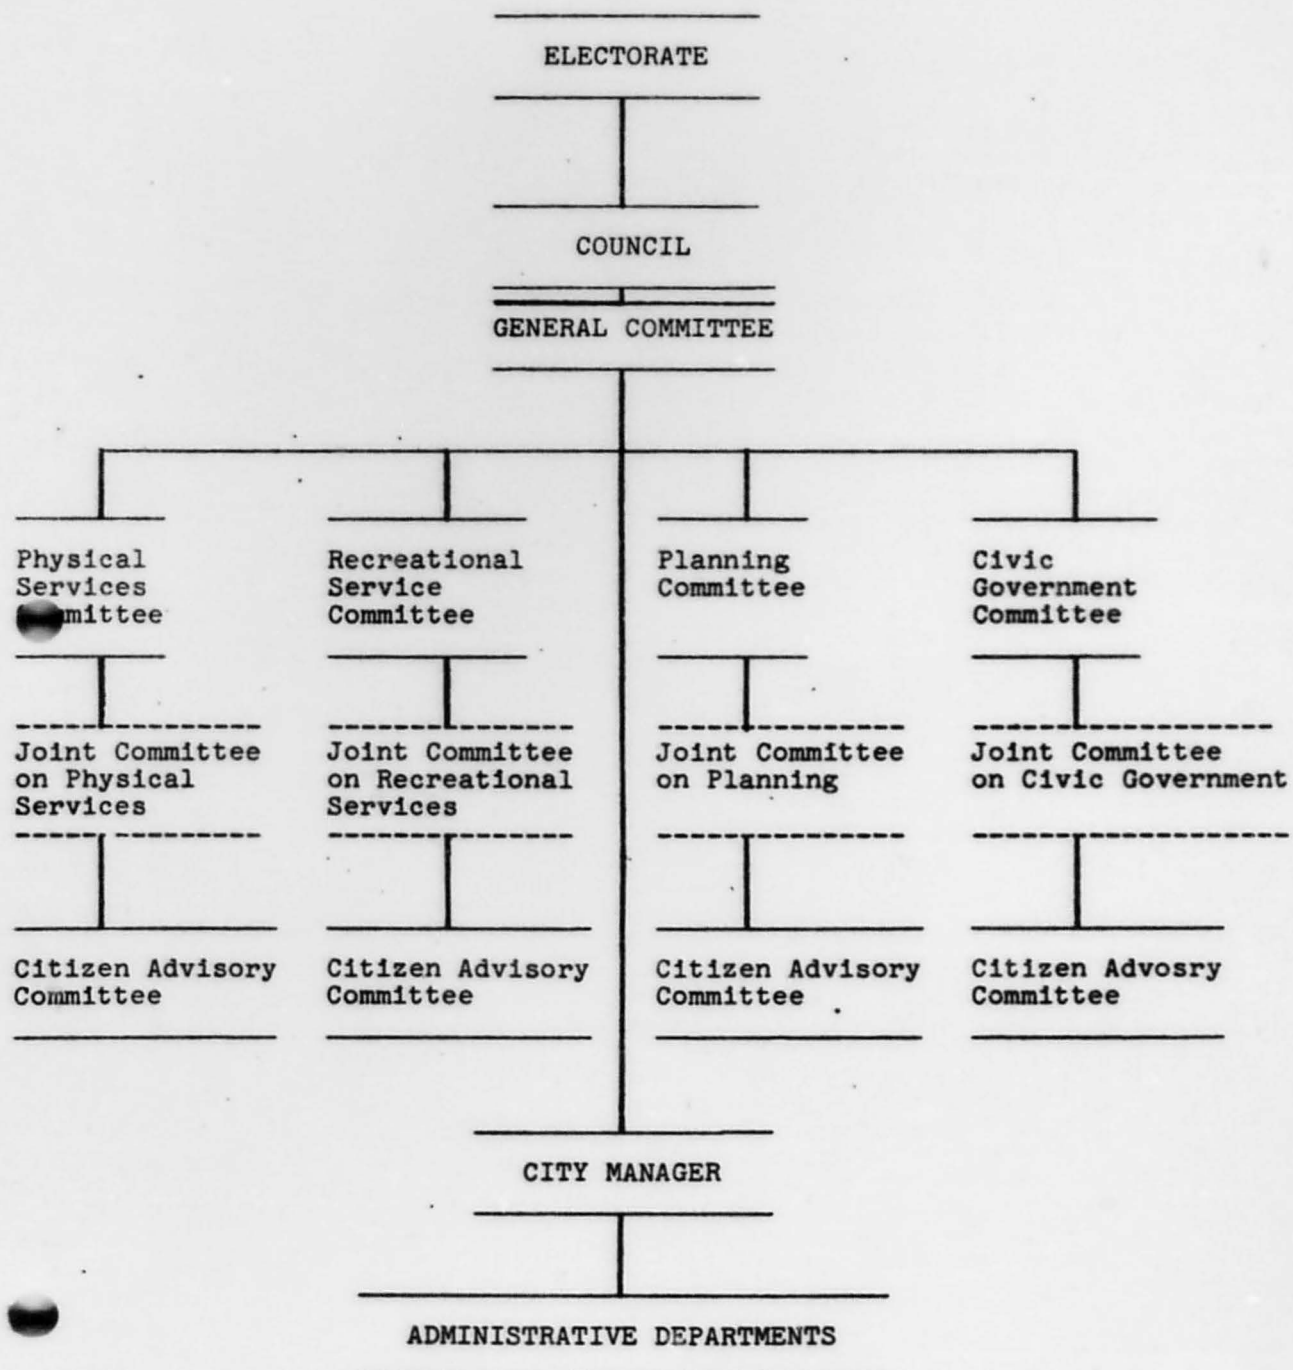 ELECTORATE
COUNCIL
GENERAL COMMITTEE
Physical
Services
mittee
Recreational
Service
Committee
Planning
Committee
Civic
Government
Committee
Joint Committee
on Physical
Services
Joint Committee
on Recreational
Services
Joint Committee
on Planning
Joint Committee
on Civic Government
Citizen Advisory
Committee
Citizen Advisory
Committee
Citizen Advisory
Committee
Citizen Advosry
Committee
CITY MANAGER
ADMINISTRATIVE DEPARTMENTS